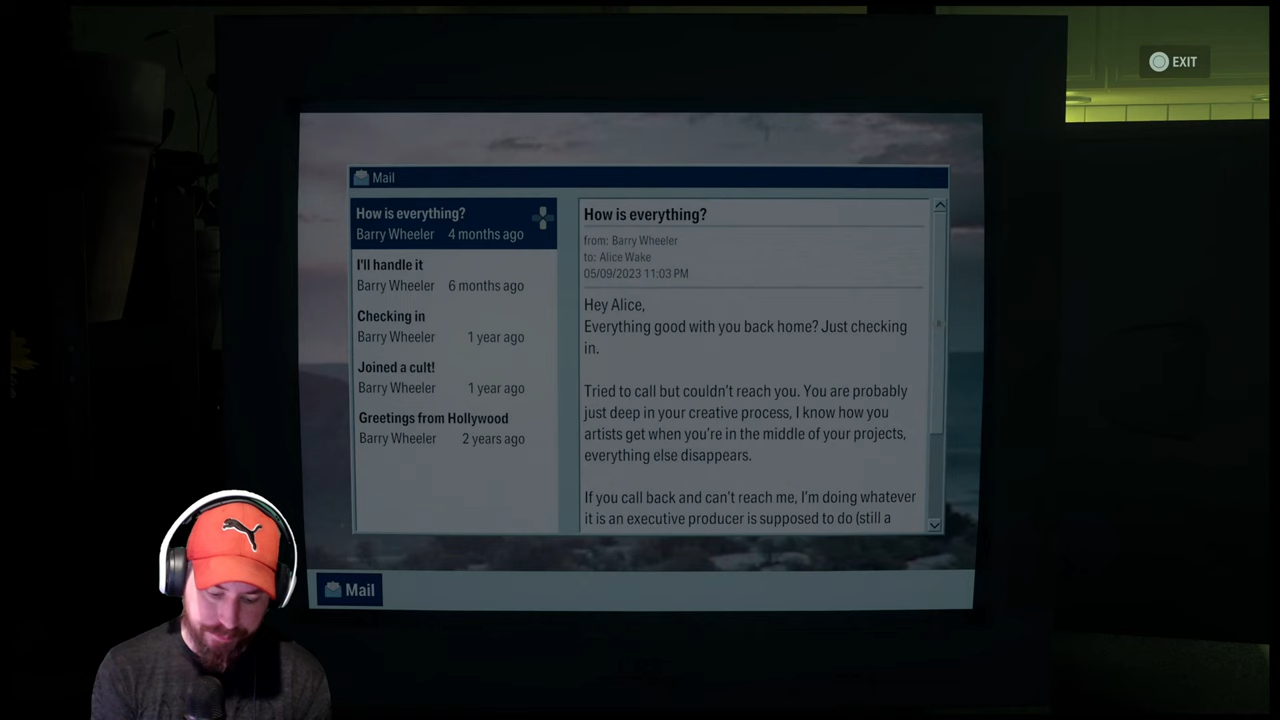 EXIT
Mail
How is everything?
Barry Wheeler 4 months ago
I'll handle it
Barry Wheeler 6 months ago
Checking in
Barry Wheeler 1 year ago
Joined a cult!
Barry Wheeler 1 year ago
Greetings from Hollywood
Barry Wheeler 2 years ago
How is everything?
from: Barry Wheeler
to: Alice Wake
05/09/2023 11:03 PM
Hey Alice,
Everything good with you back home? Just checking
in.
Tried to call but couldn't reach you. You are probably
just deep in your creative process, I know how you
artists get when you're in the middle of your projects,
everything else disappears.
If you call back and can't reach me, I'm doing whatever
it is an executive producer is supposed to do (still a
Mail